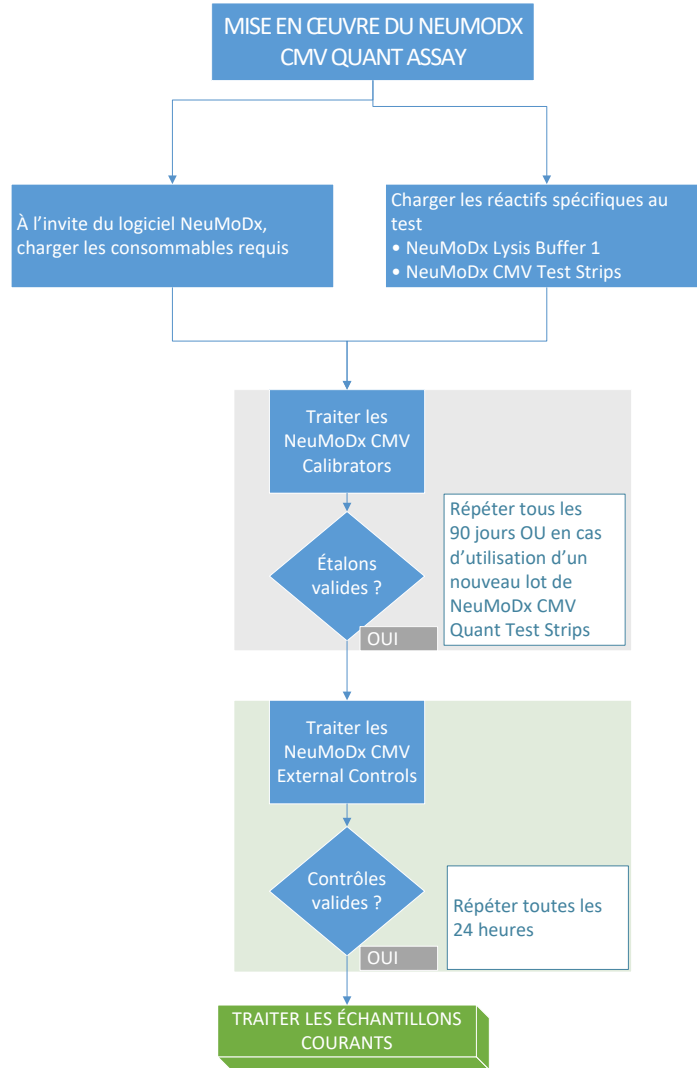 MISE EN ŒUVRE DU NEUMODX
CMV QUANT ASSAY
À l’invite du logiciel NeuMoDx,
charger les consommables requis
Charger les réactifs spécifiques au
test
• NeuMoDx Lysis Buffer 1
• NeuMoDx CMV Test Strips
Traiter les
NeuMoDx CMV
Calibrators
Étalons
valides ?
OUI
Répéter tous les
90 jours OU en cas
d’utilisation d’un
nouveau lot de
NeuMoDx CMV
Quant Test Strips
Traiter les
NeuMoDx CMV
External Controls
Contrôles
valides ?
OUI
Répéter toutes les
24 heures
TRAITER LES ÉCHANTILLONS
COURANTS